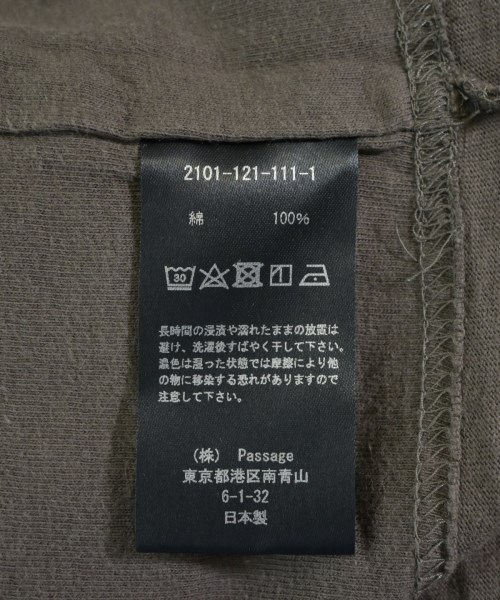 2101-121-111-1
綿 100%
30
長時間の浸漬や濡れたままの放置は
避け、洗濯後すばやく干して下さい。
濃色は湿った状態では摩擦により他
の物に移染する恐れがありますので
注意して下さい。
(株) Passage
東京都港区南青山
6-1-32
日本製